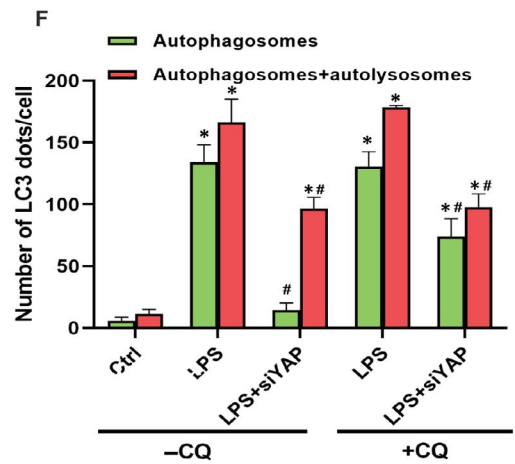 F
Autophagosomes
Autophagosomes+autolysosomes
Number of LC3 dots/cell
200
150
100
50
0
* * # *# * * *# *#
Ctrl LPS LPS+siYAP LPS LPS+siYAP
–CQ +CQ